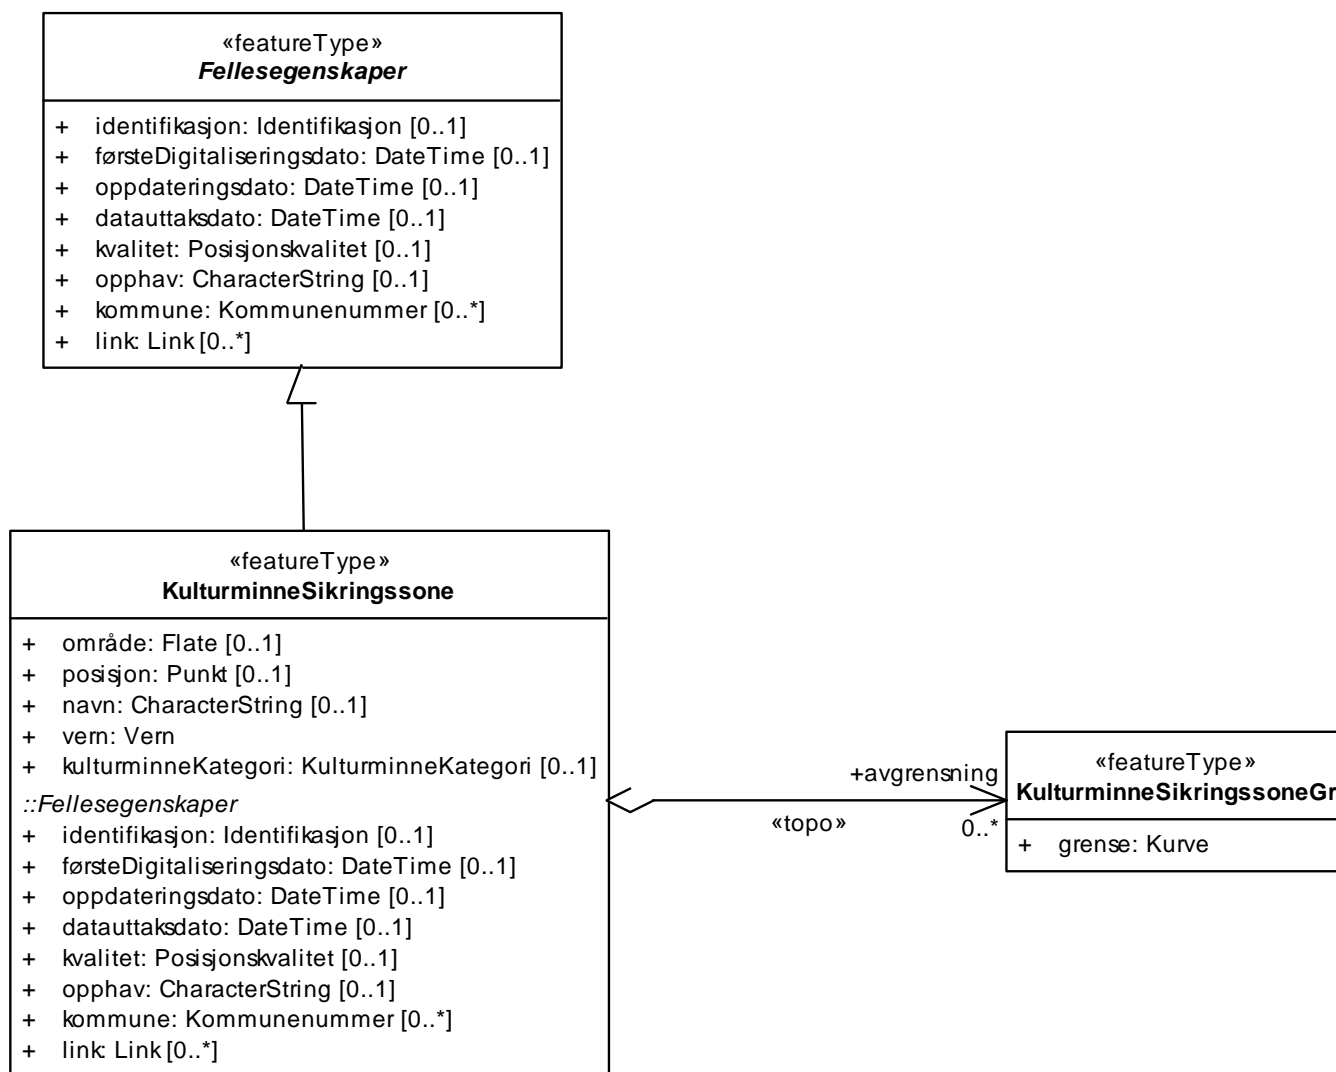 «featureType»
Fellesegenskaper
+ identifikasjon: Identifikasjon [0..1]
+ førsteDigitaliseringsdato: DateTime [0..1]
+ oppdateringsdato: DateTime [0..1]
+ datauttaksdato: DateTime [0..1]
+ kvalitet: Posisjonskvalitet [0..1]
+ opphav: CharacterString [0..1]
+ kommune: Kommunenummer [0..*]
+ link: Link [0..*]
«featureType»
KulturminneSikringssone
+ område: Flate [0..1]
+ posisjon: Punkt [0..1]
+ navn: CharacterString [0..1]
+ vern: Vern
+ kulturminneKategori: KulturminneKategori [0..1]
::Fellesegenskaper
+ identifikasjon: Identifikasjon [0..1]
+ førsteDigitaliseringsdato: DateTime [0..1]
+ oppdateringsdato: DateTime [0..1]
+ datauttaksdato: DateTime [0..1]
+ kvalitet: Posisjonskvalitet [0..1]
+ opphav: CharacterString [0..1]
+ kommune: Kommunenummer [0..*]
+ link: Link [0..*]
+avgrensning
«topo»
0..*
«featureType»
KulturminneSikringssoneGr
+ grense: Kurve